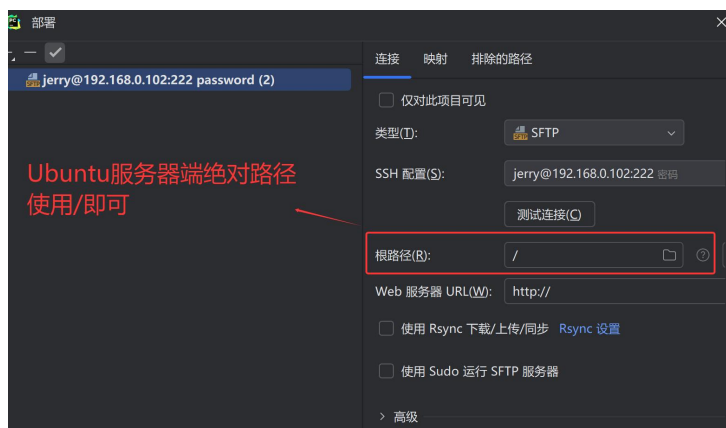 部署
jerry@192.168.0.102:222 password (2)
连接 映射 排除的路径
仅对此项目可见
类型(T): SFTP
Ubuntu服务器端绝对路径
使用/即可
SSH 配置(S): jerry@192.168.0.102:222 密码
测试连接(C)
根路径(R): /
Web 服务器 URL(W): http://
使用 Rsync 下载/上传/同步 Rsync 设置
使用 Sudo 运行 SFTP 服务器
高级